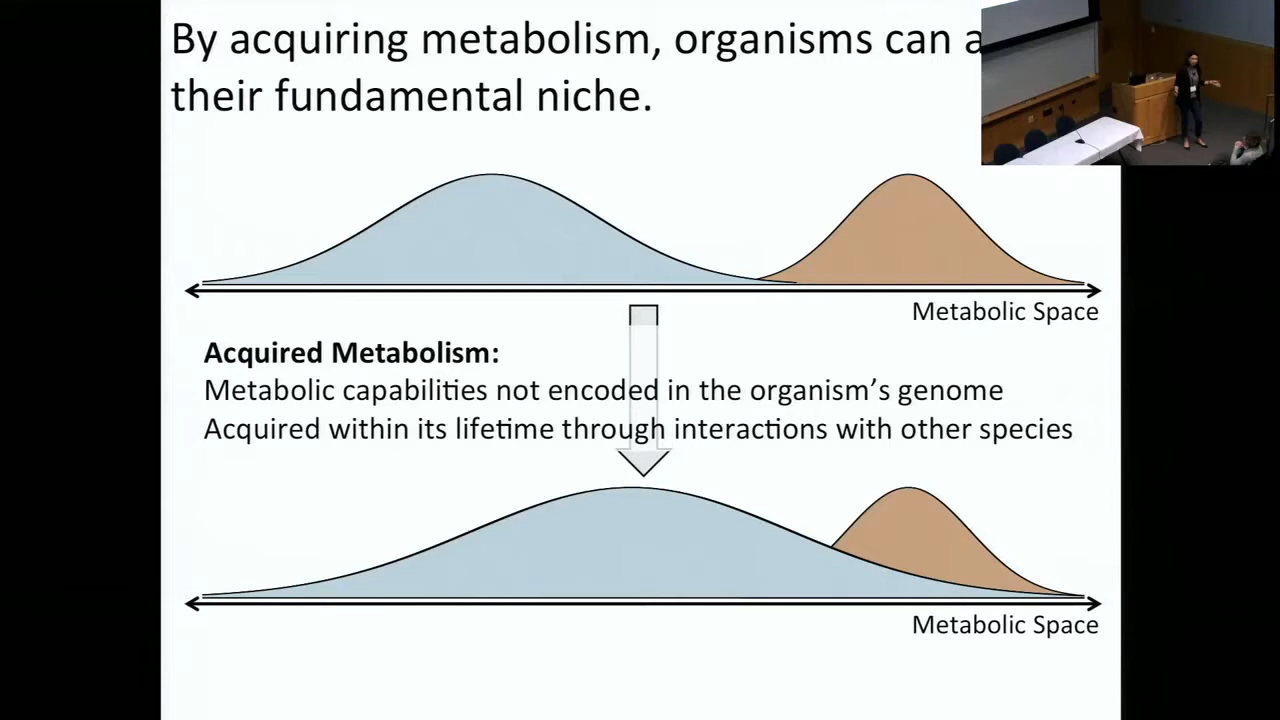 By acquiring metabolism, organisms can
their fundamental niche.
Metabolic Space
Acquired Metabolism:
Metabolic capabilities not encoded in the organism's genome
Acquired within its lifetime through interactions with other species
Metabolic Space